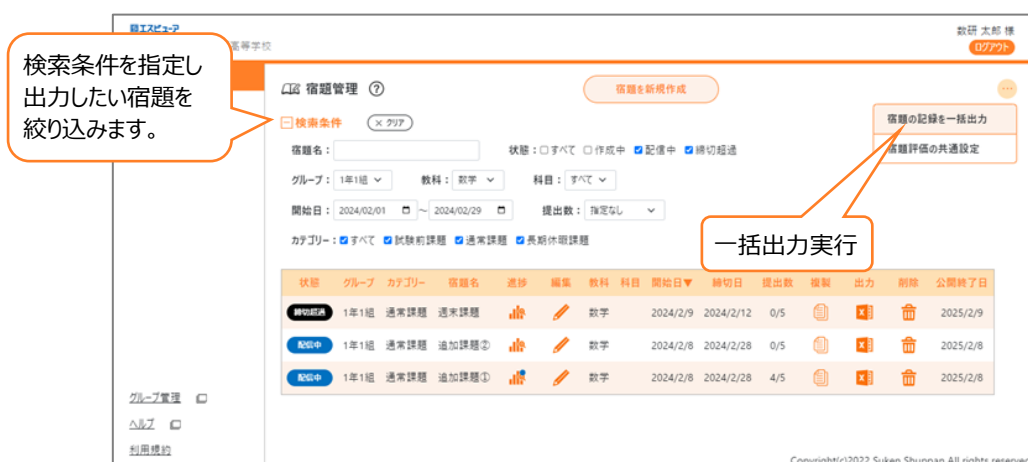 エスビューア
数研 太郎 様
高等学校
ログアウト
検索条件を指定し
出力したい宿題を
絞り込みます。
宿題管理 ?
宿題を新規作成
…
検索条件 × クリア
宿題の記録を一括出力
宿題評価の共通設定
宿題名: 状態: すべて 作成中 配信中 締切超過
グループ: 1年1組 教科: 数学 科目: すべて
開始日: 2024/02/01 ~ 2024/02/29 提出数: 指定なし
カテゴリー: すべて 試験前課題 通常課題 長期休暇課題
一括出力実行
状態 グループ カテゴリー 宿題名 進捗 編集 教科 科目 開始日▼ 締切日 提出数 複製 出力 削除 公開終了日
締切超過 1年1組 通常課題 週末課題 数学 2024/2/9 2024/2/12 0/5 2025/2/9
配信中 1年1組 通常課題 追加課題② 数学 2024/2/8 2024/2/28 0/5 2025/2/8
配信中 1年1組 通常課題 追加課題① 数学 2024/2/8 2024/2/28 4/5 2025/2/8
グループ管理
ヘルプ
利用規約
Copyright(c)2022 Suken Shuppan All rights reserved